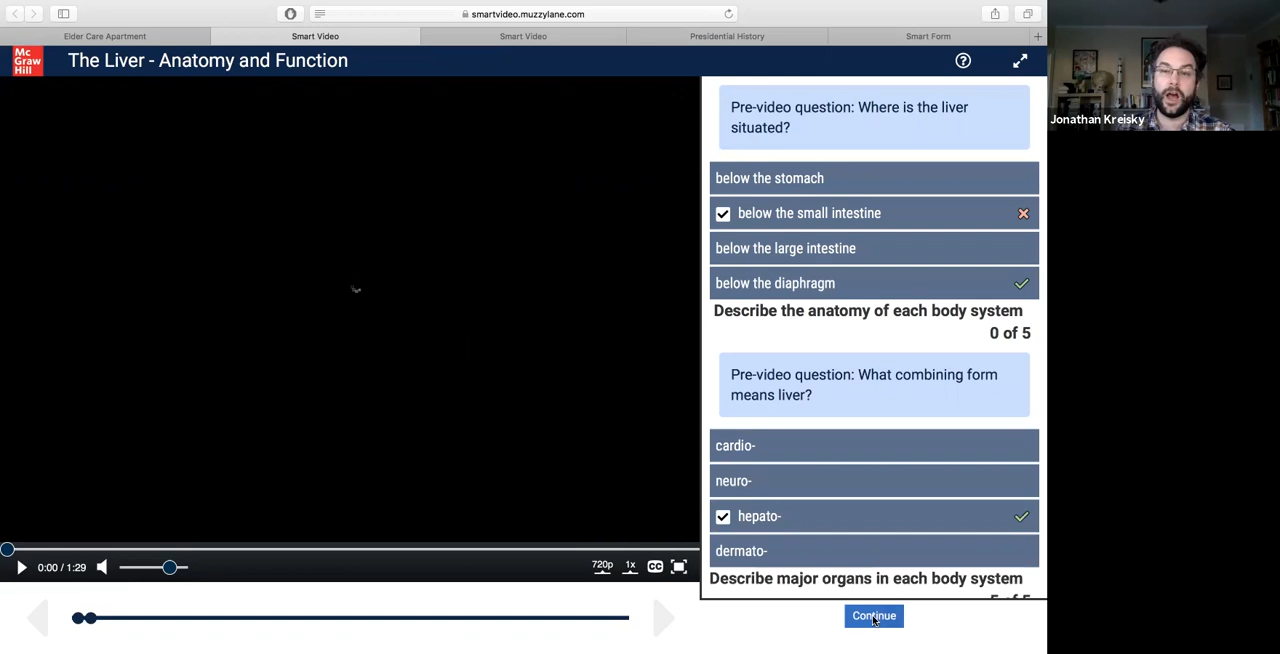 smartvideo.muzzylane.com
Elder Care Apartment
Smart Video
Smart Video
Presidential History
Smart Form
+
Mc
Graw
Hill
The Liver - Anatomy and Function
?
Jonathan Kreisky
Pre-video question: Where is the liver
situated?
below the stomach
below the small intestine
below the large intestine
below the diaphragm
Describe the anatomy of each body system
0 of 5
Pre-video question: What combining form
means liver?
cardio-
neuro-
hepato-
dermato-
Describe major organs in each body system
5 of 5
0:00 / 1:29
720p
1x
CC
Continue